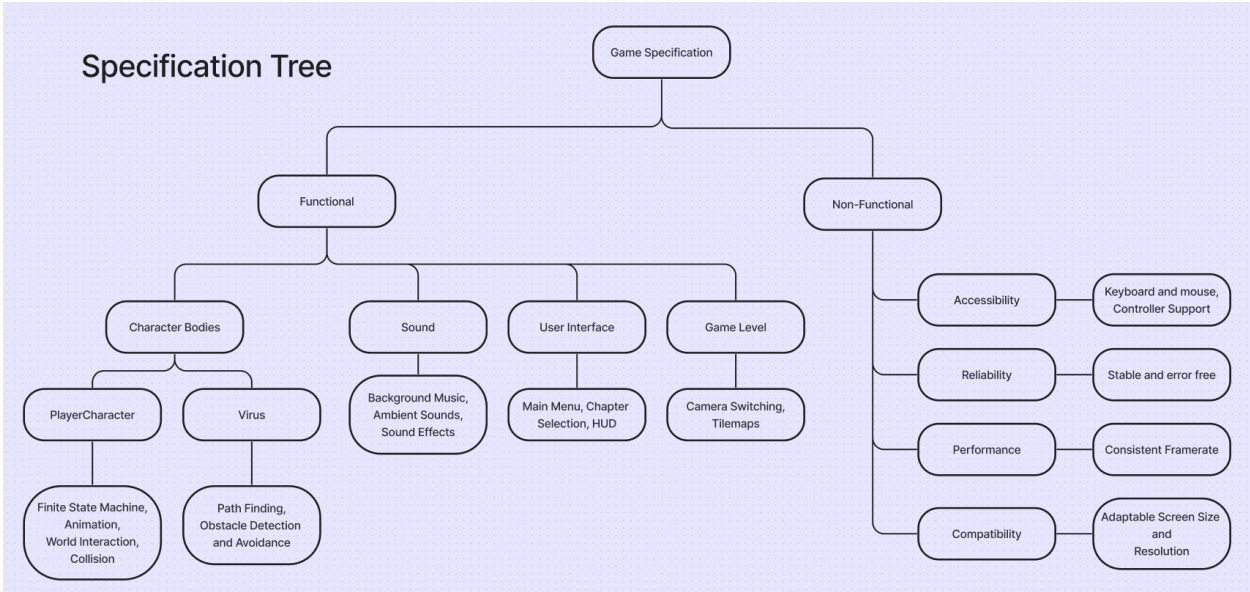 Specification Tree
Game Specification
Functional
Non-Functional
Character Bodies
Sound
User Interface
Game Level
PlayerCharacter
Virus
Background Music,
Ambient Sounds,
Sound Effects
Main Menu, Chapter
Selection, HUD
Camera Switching,
Tilemaps
Finite State Machine,
Animation,
World Interaction,
Collision
Path Finding,
Obstacle Detection
and Avoidance
Accessibility
Keyboard and mouse,
Controller Support
Reliability
Stable and error free
Performance
Consistent Framerate
Compatibility
Adaptable Screen Size
and
Resolution